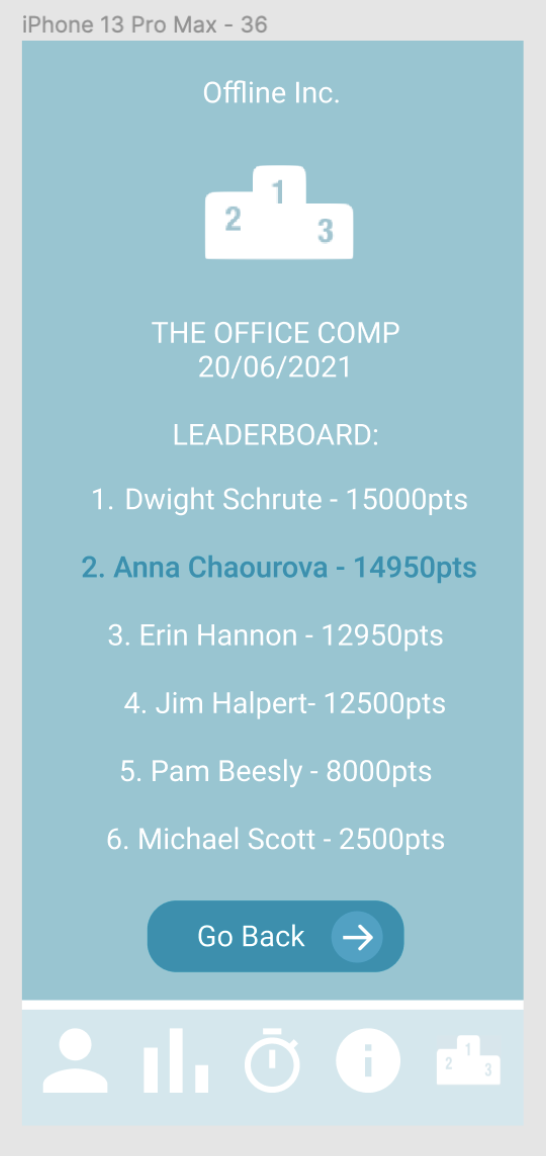 iPhone 13 Pro Max - 36
Offline Inc.
1
2
3
THE OFFICE COMP
20/06/2021
LEADERBOARD:
1. Dwight Schrute - 15000pts
2. Anna Chaourova - 14950pts
3. Erin Hannon - 12950pts
4. Jim Halpert- 12500pts
5. Pam Beesly - 8000pts
6. Michael Scott - 2500pts
Go Back
i
1
2
3